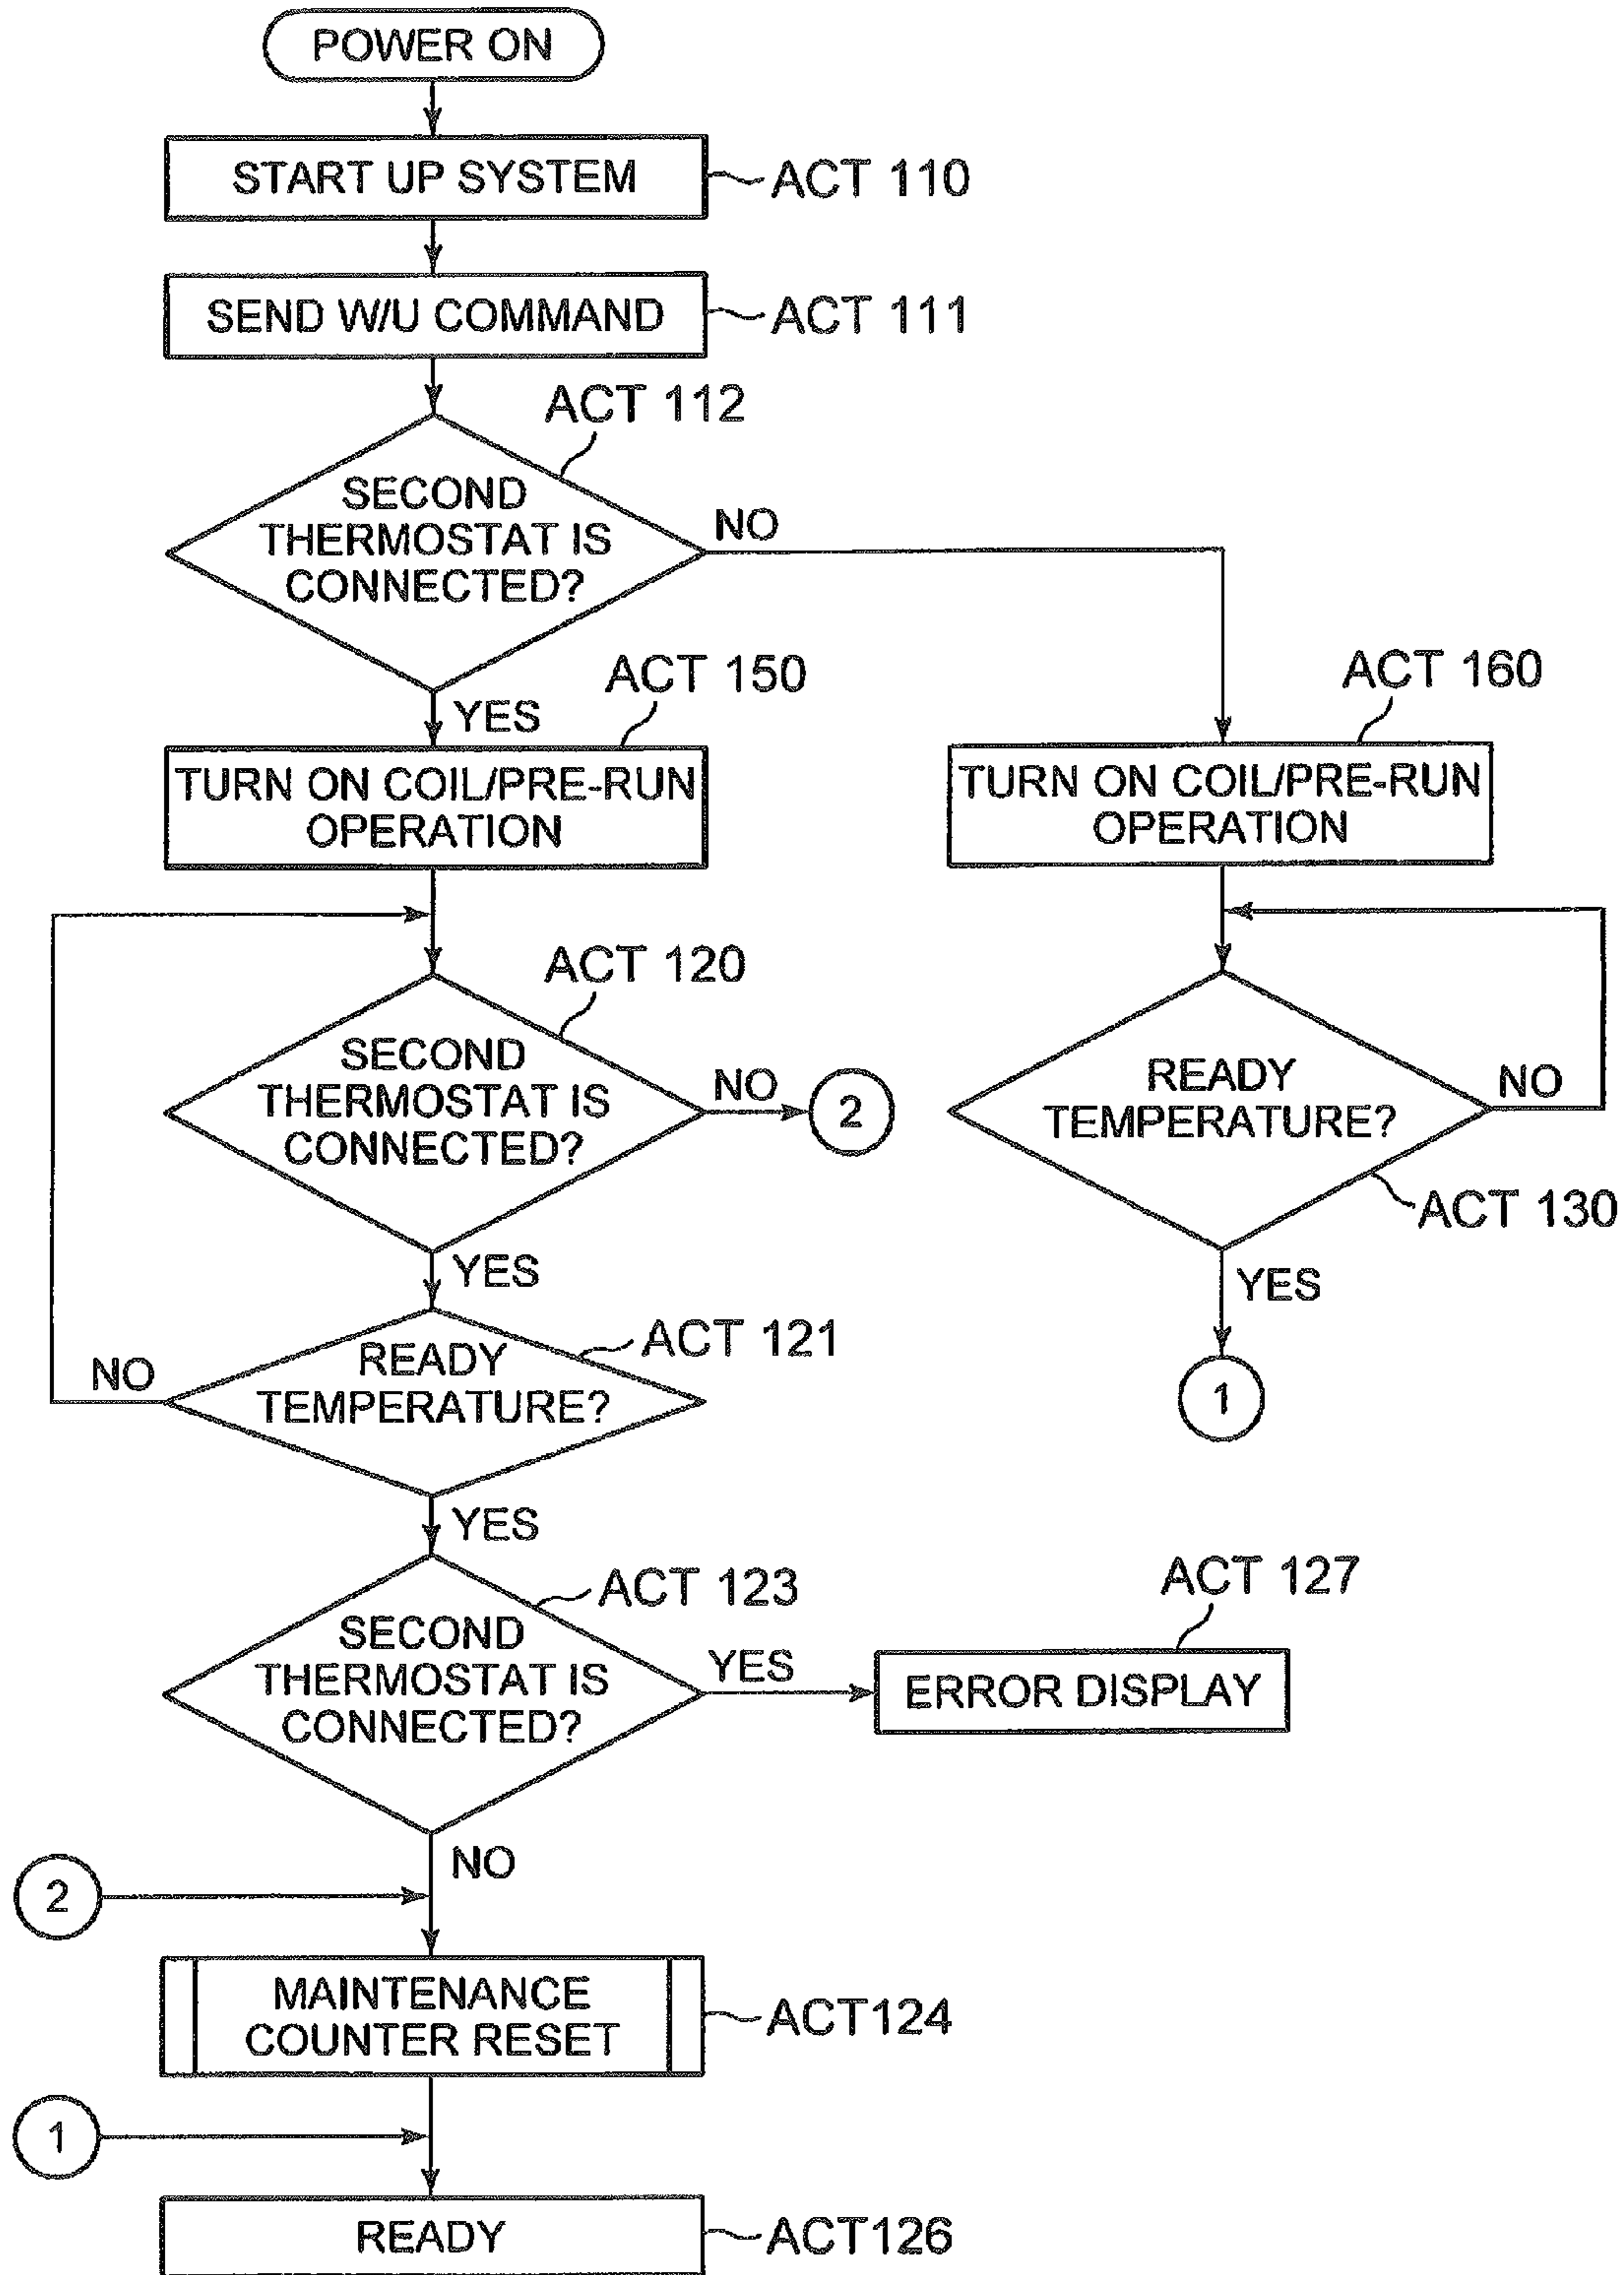 POWER ON
START UP SYSTEM
ACT 110
SEND W/U COMMAND
ACT 111
ACT 112
SECOND
THERMOSTAT IS
CONNECTED?
NO
YES
ACT 150
TURN ON COIL/PRE-RUN
OPERATION
ACT 160
TURN ON COIL/PRE-RUN
OPERATION
ACT 120
SECOND
THERMOSTAT IS
CONNECTED?
NO
2
YES
READY
TEMPERATURE?
NO
ACT 130
YES
1
ACT 121
READY
TEMPERATURE?
NO
YES
ACT 123
SECOND
THERMOSTAT IS
CONNECTED?
YES
ACT 127
ERROR DISPLAY
NO
2
MAINTENANCE
COUNTER RESET
ACT124
1
READY
ACT126